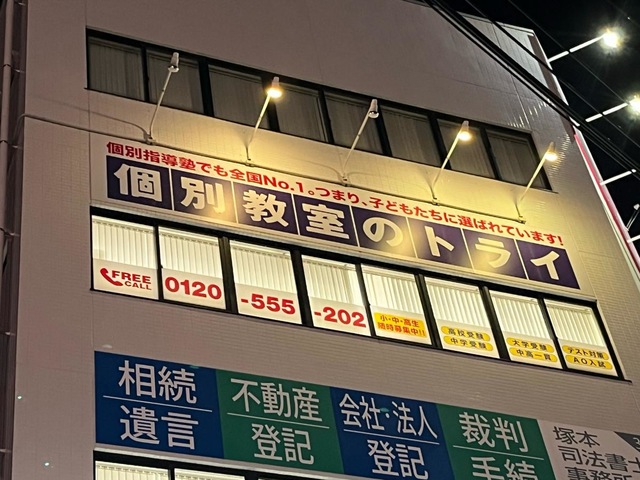 個別指導塾でも全国No.1。つまり、子どもたちに選ばれています!
個別教室のトライ
FREE CALL 0120-555-202
小・中・高生
随時募集中!!
高校受験
中学受験
大学受験
中高一貫
テスト対策
AO入試
相続
遺言
不動産
登記
会社・法人
登記
裁判
手続
塚本
司法書士
事務所